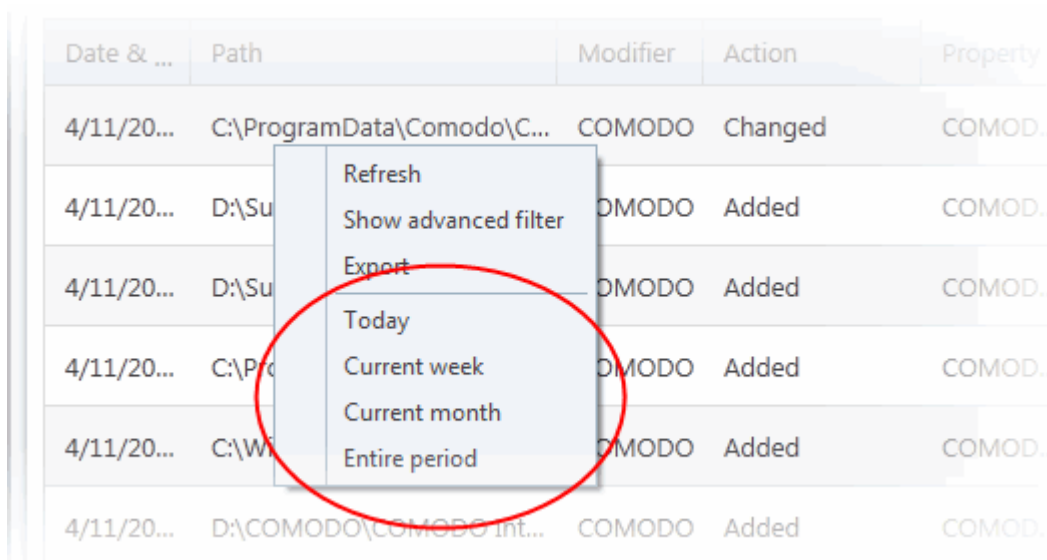 Date & ... Path Modifier Action Property
4/11/20... C:\ProgramData\Comodo\C... COMODO Changed COMOD..
Refresh
4/11/20... D:\Su OMODO Added COMOD.
Show advanced filter
Export
4/11/20... D:\Su OMODO Added COMOD.
Today
4/11/20... C:\Pro OMODO Added COMOD.
Current week
Current month
4/11/20... C:\Wi OMODO Added COMOD.
Entire period
4/11/20... D:\COMODO\COMODO Int... COMODO Added COMOD.